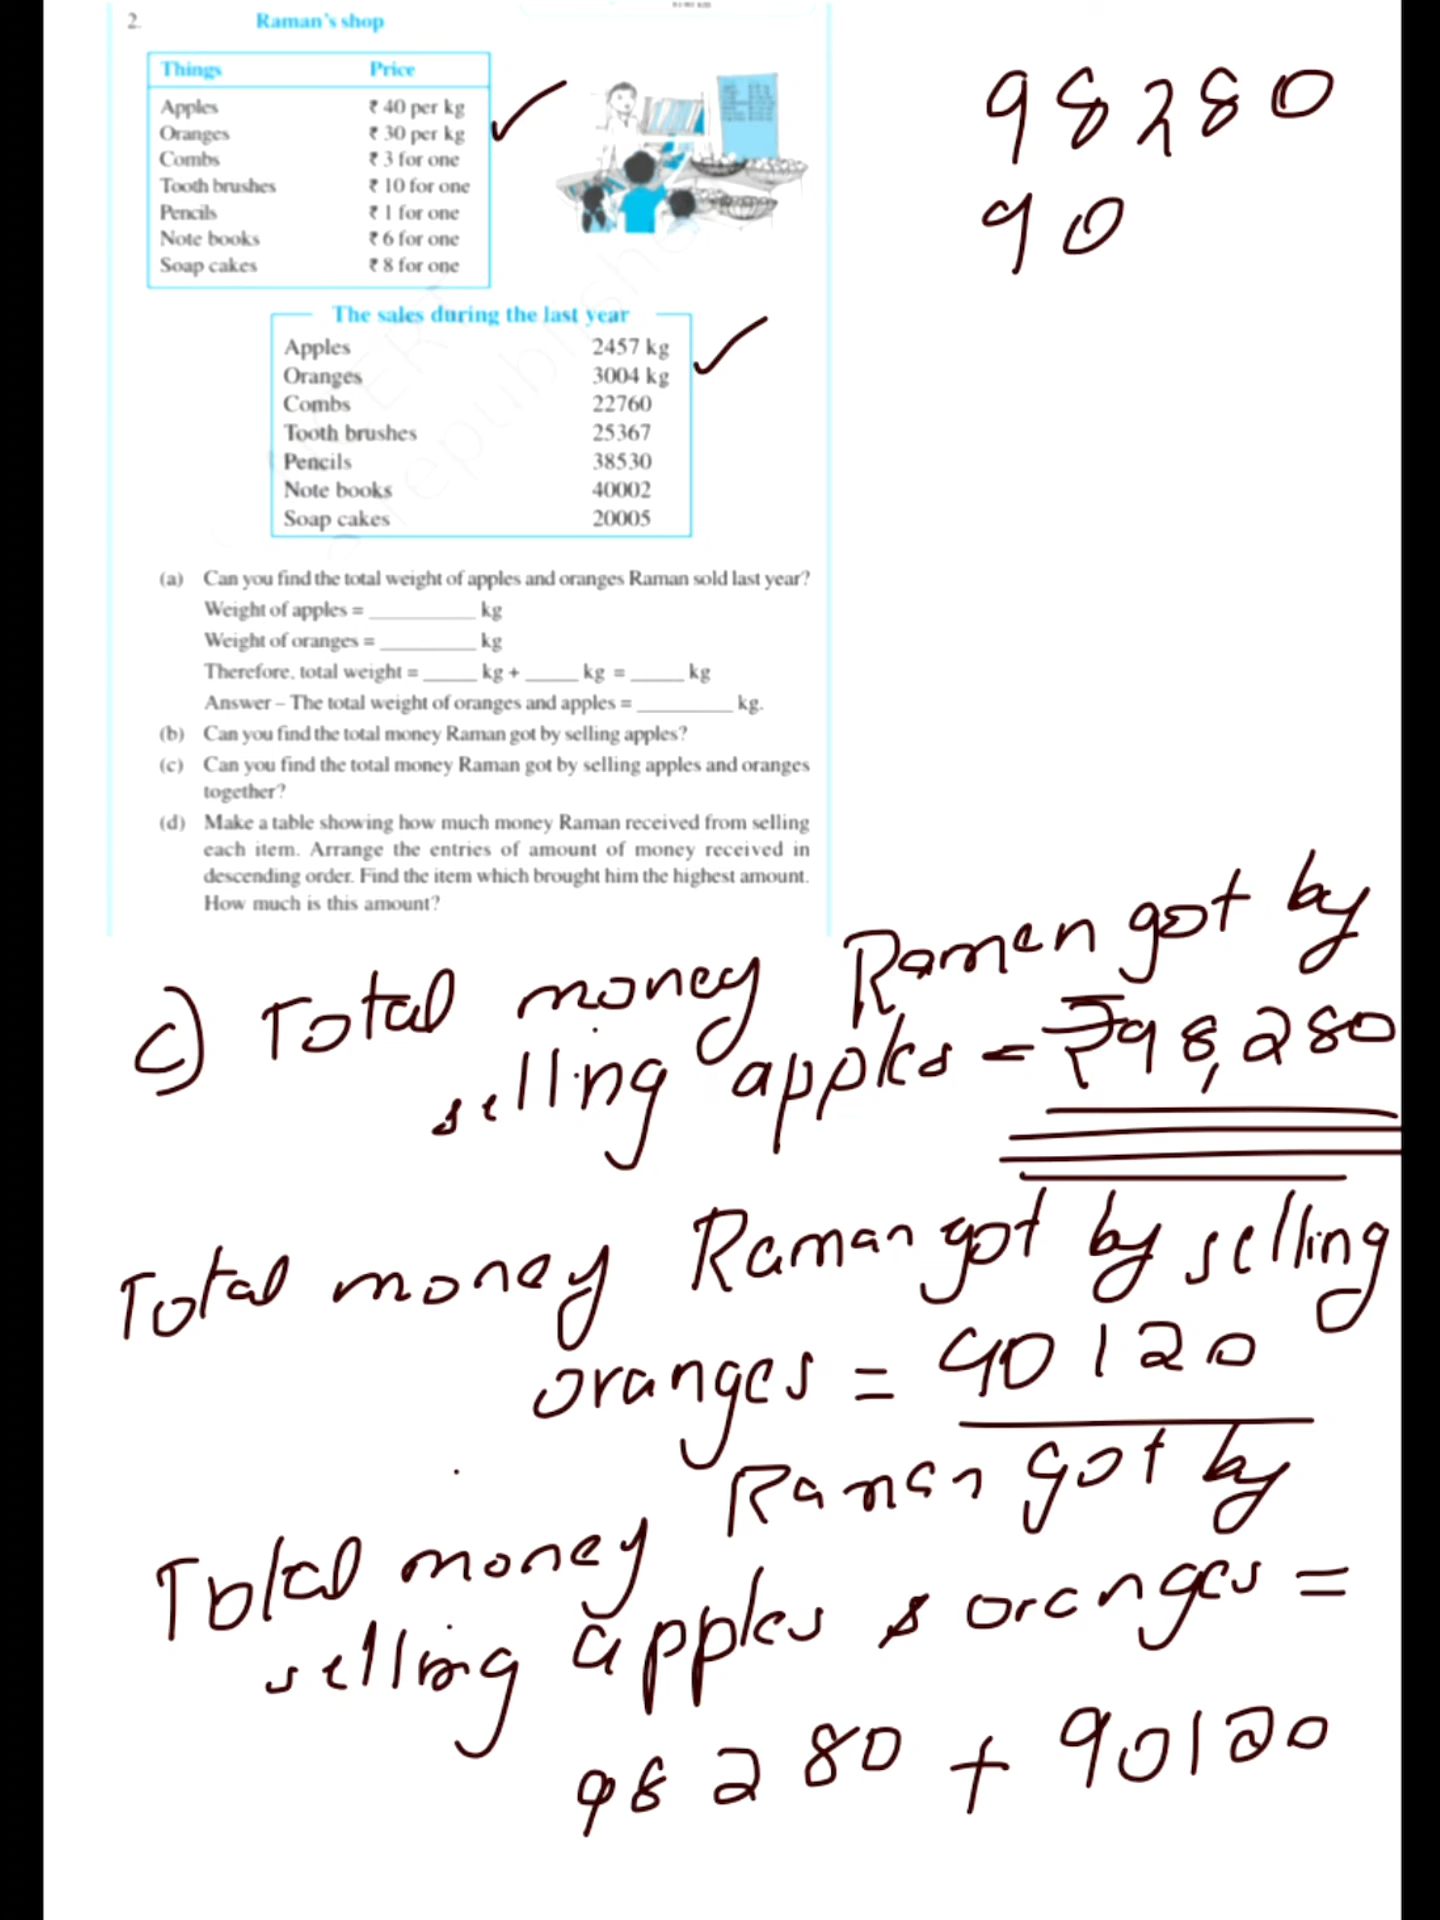 2. Raman's shop
Things Price
Apples ₹ 40 per kg
Oranges ₹ 30 per kg
Combs ₹ 3 for one
Tooth brushes ₹ 10 for one
Pencils ₹ 1 for one
Note books ₹ 6 for one
Soap cakes ₹ 8 for one
98280
90
The sales during the last year
Apples 2457 kg
Oranges 3004 kg
Combs 22760
Tooth brushes 25367
Pencils 38530
Note books 40002
Soap cakes 20005
(a) Can you find the total weight of apples and oranges Raman sold last year?
Weight of apples = __________ kg
Weight of oranges = _________ kg
Therefore, total weight = _____ kg + _____ kg = _____ kg
Answer – The total weight of oranges and apples = _________ kg.
(b) Can you find the total money Raman got by selling apples?
(c) Can you find the total money Raman got by selling apples and oranges
together?
(d) Make a table showing how much money Raman received from selling
each item. Arrange the entries of amount of money received in
descending order. Find the item which brought him the highest amount.
How much is this amount?
c) Total money Raman got by
selling apples = ₹98,280
Total money Raman got by selling
oranges = 90120
Total money Raman got by
selling apples & oranges =
98280 + 90120